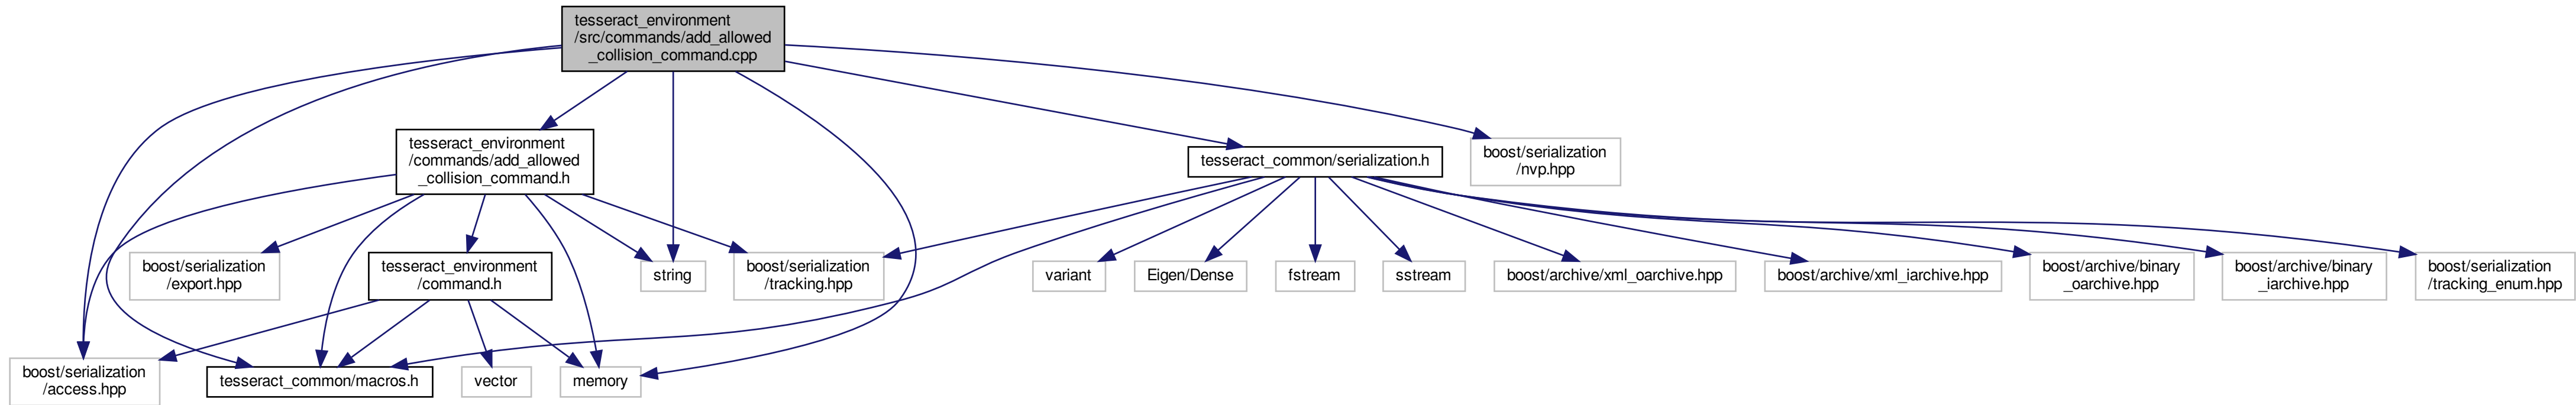 tesseract_environment
/src/commands/add_allowed
_collision_command.cpp
tesseract_environment
/commands/add_allowed
_collision_command.h
tesseract_common/serialization.h
boost/serialization
/nvp.hpp
boost/serialization
/export.hpp
tesseract_environment
/command.h
string
boost/serialization
/tracking.hpp
variant
Eigen/Dense
fstream
sstream
boost/archive/xml_oarchive.hpp
boost/archive/xml_iarchive.hpp
boost/archive/binary
_oarchive.hpp
boost/archive/binary
_iarchive.hpp
boost/serialization
/tracking_enum.hpp
boost/serialization
/access.hpp
tesseract_common/macros.h
vector
memory